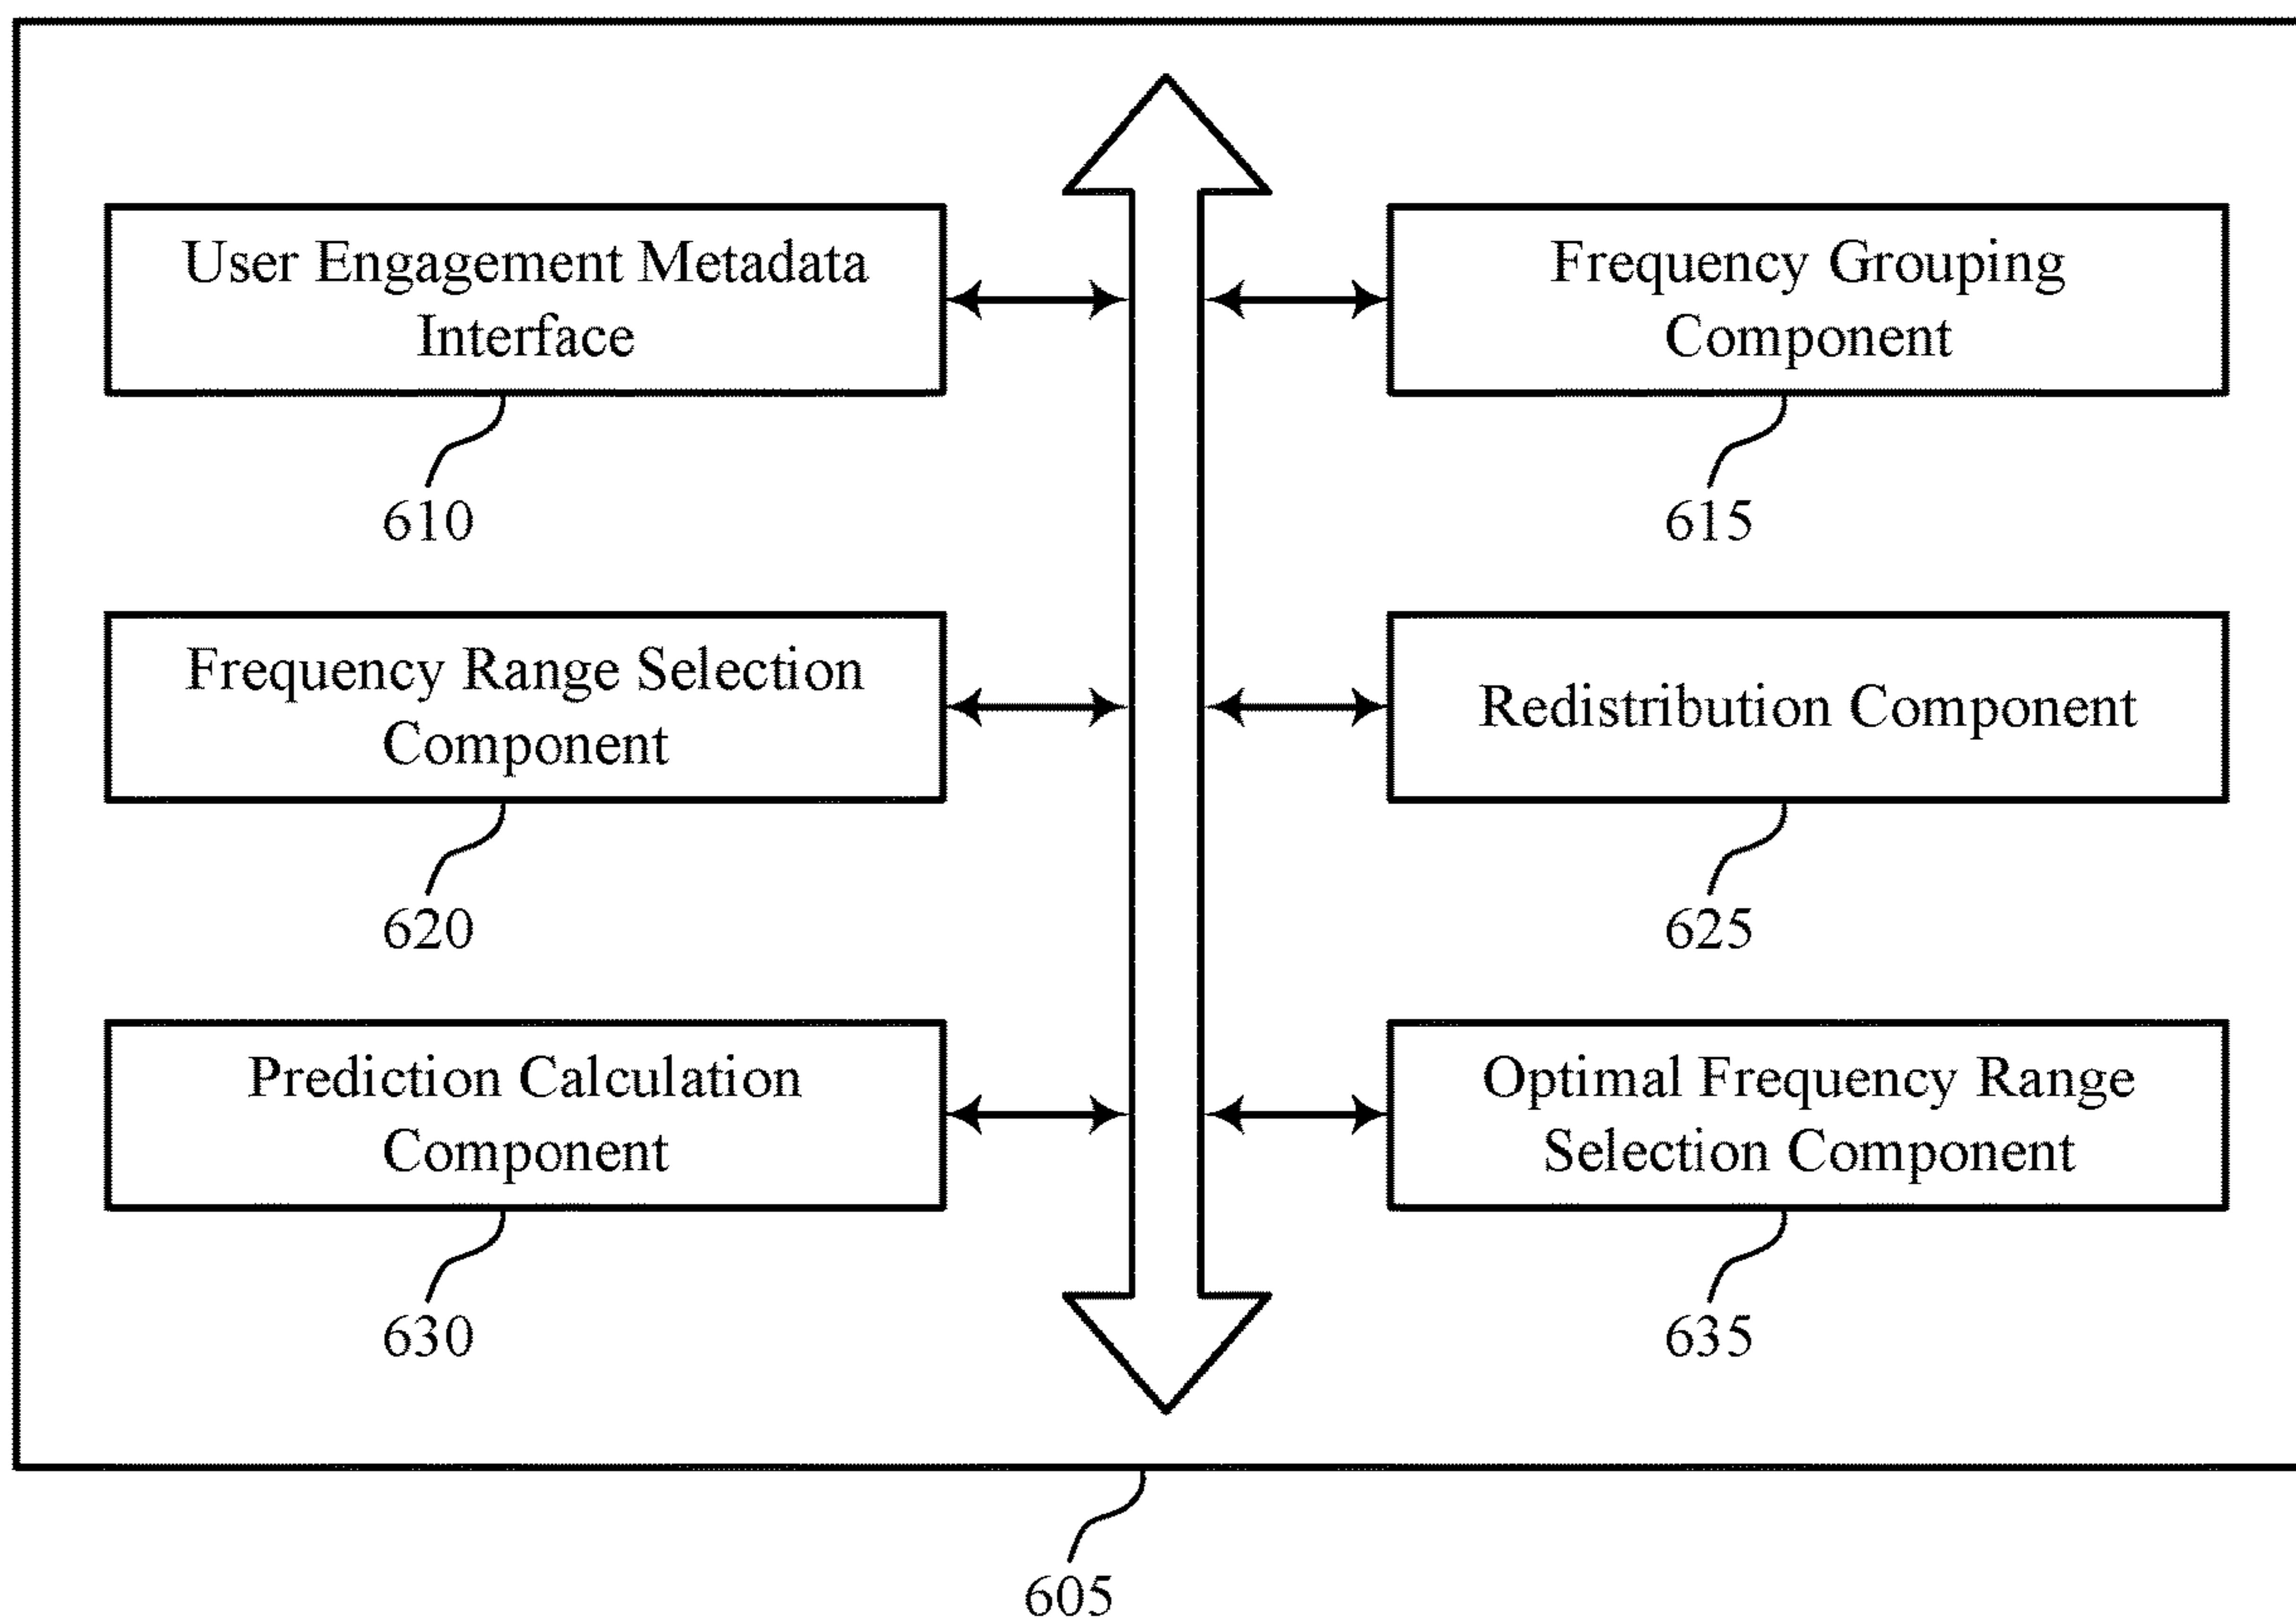 User Engagement Metadata
Interface
610
Frequency Grouping
Component
615
Frequency Range Selection
Component
620
Redistribution Component
625
Prediction Calculation
Component
630
Optimal Frequency Range
Selection Component
635
605